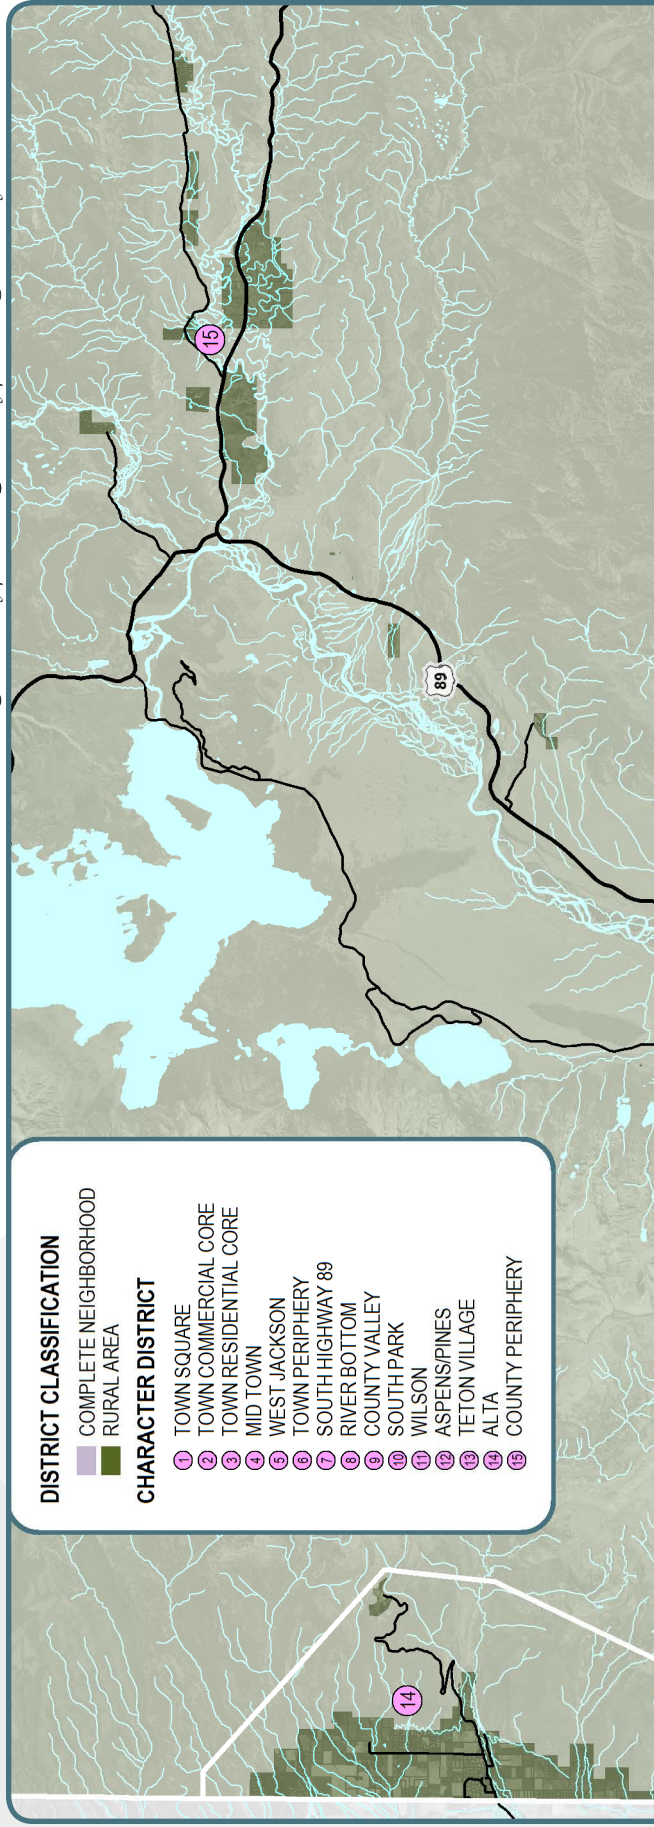 DISTRICT CLASSIFICATION
COMPLETE NEIGHBORHOOD
RURAL AREA
CHARACTER DISTRICT
1 TOWN SQUARE
2 TOWN COMMERCIAL CORE
3 TOWN RESIDENTIAL CORE
4 MID TOWN
5 WEST JACKSON
6 TOWN PERIPHERY
7 SOUTH HIGHWAY 89
8 RIVER BOTTOM
9 COUNTY VALLEY
10 SOUTH PARK
11 WILSON
12 ASPENS/PINES
13 TETON VILLAGE
14 ALTA
15 COUNTY PERIPHERY
14
89
15